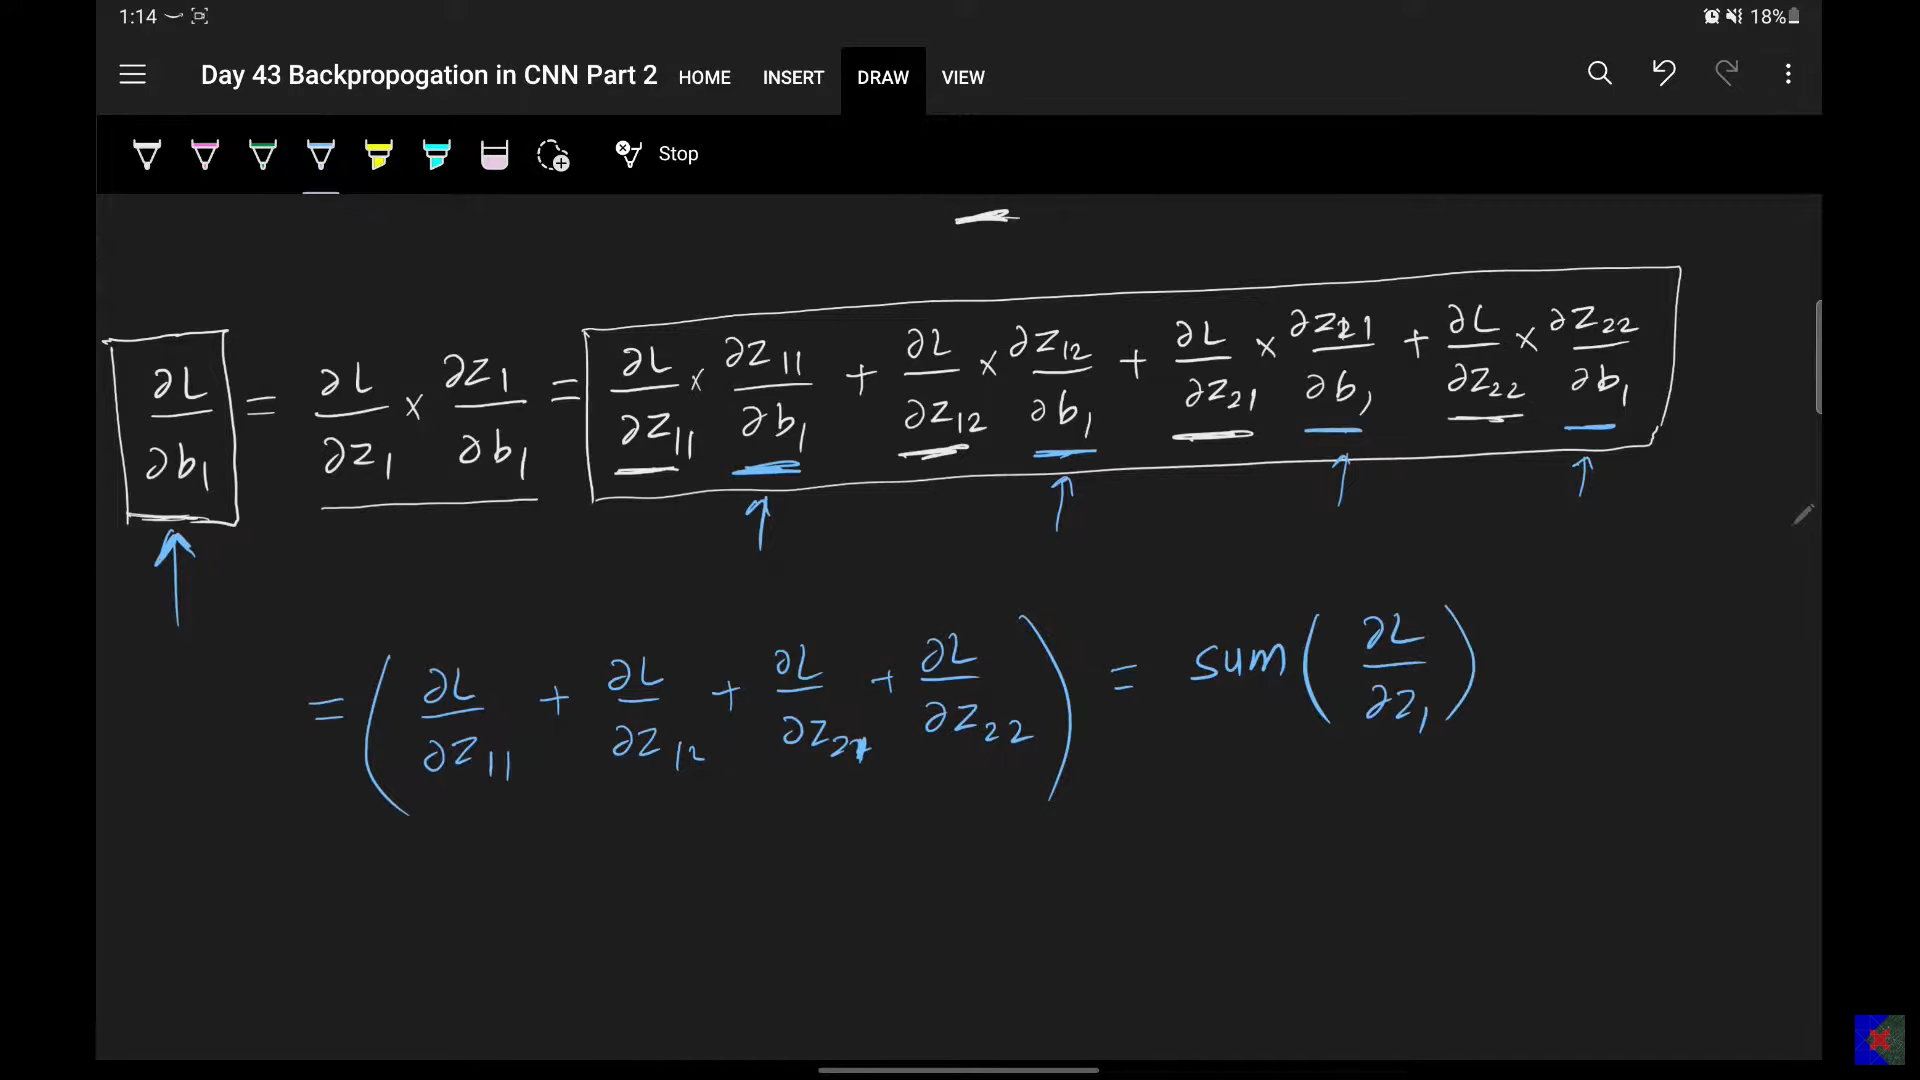 1:14 18%
Day 43 Backpropogation in CNN Part 2 HOME INSERT DRAW VIEW
Stop
∂L/∂b₁ = ∂L/∂z₁ × ∂z₁/∂b₁ = ∂L/∂z₁₁ × ∂z₁₁/∂b₁ + ∂L/∂z₁₂ × ∂z₁₂/∂b₁ + ∂L/∂z₂₁ × ∂z₂₁/∂b₁ + ∂L/∂z₂₂ × ∂z₂₂/∂b₁
= (∂L/∂z₁₁ + ∂L/∂z₁₂ + ∂L/∂z₂₁ + ∂L/∂z₂₂) = sum(∂L/∂z₁)